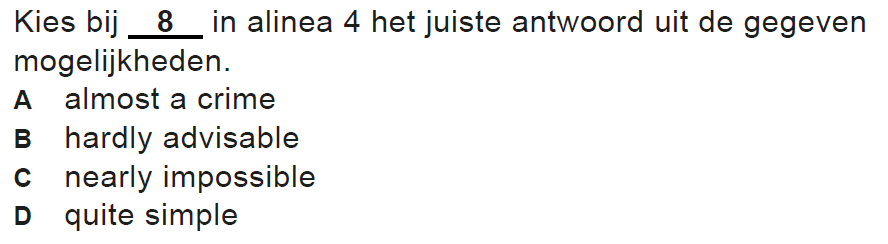 Kies bij 8 in alinea 4 het juiste antwoord uit de gegeven
mogelijkheden.
A almost a crime
B hardly advisable
C nearly impossible
D quite simple